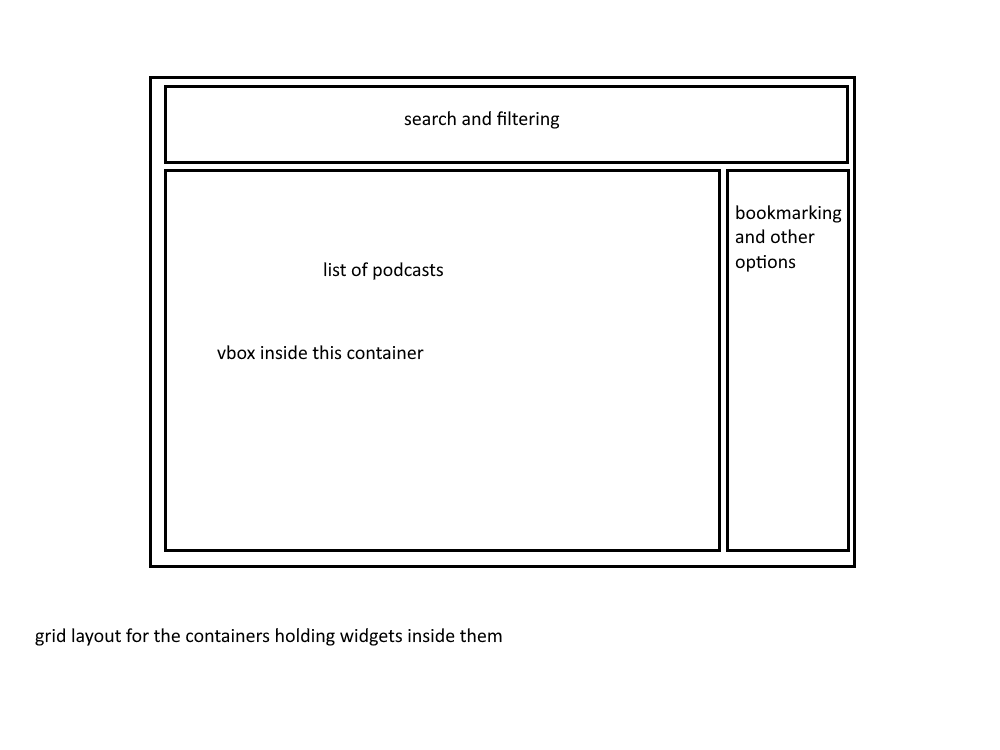 search and filtering
bookmarking
and other
options
list of podcasts
vbox inside this container
grid layout for the containers holding widgets inside them